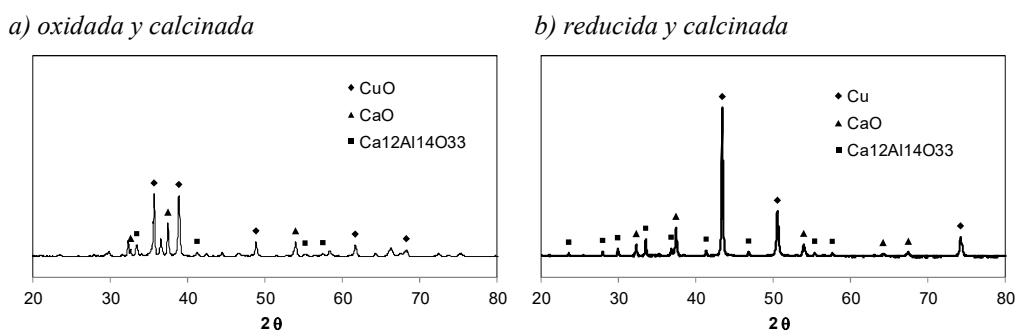 a) oxidada y calcinada
b) reducida y calcinada
CuO
CaO
Ca12Al14O33
20 30 40 50 60 70 80
2θ
Cu
CaO
Ca12Al14O33
20 30 40 50 60 70 80
2θ